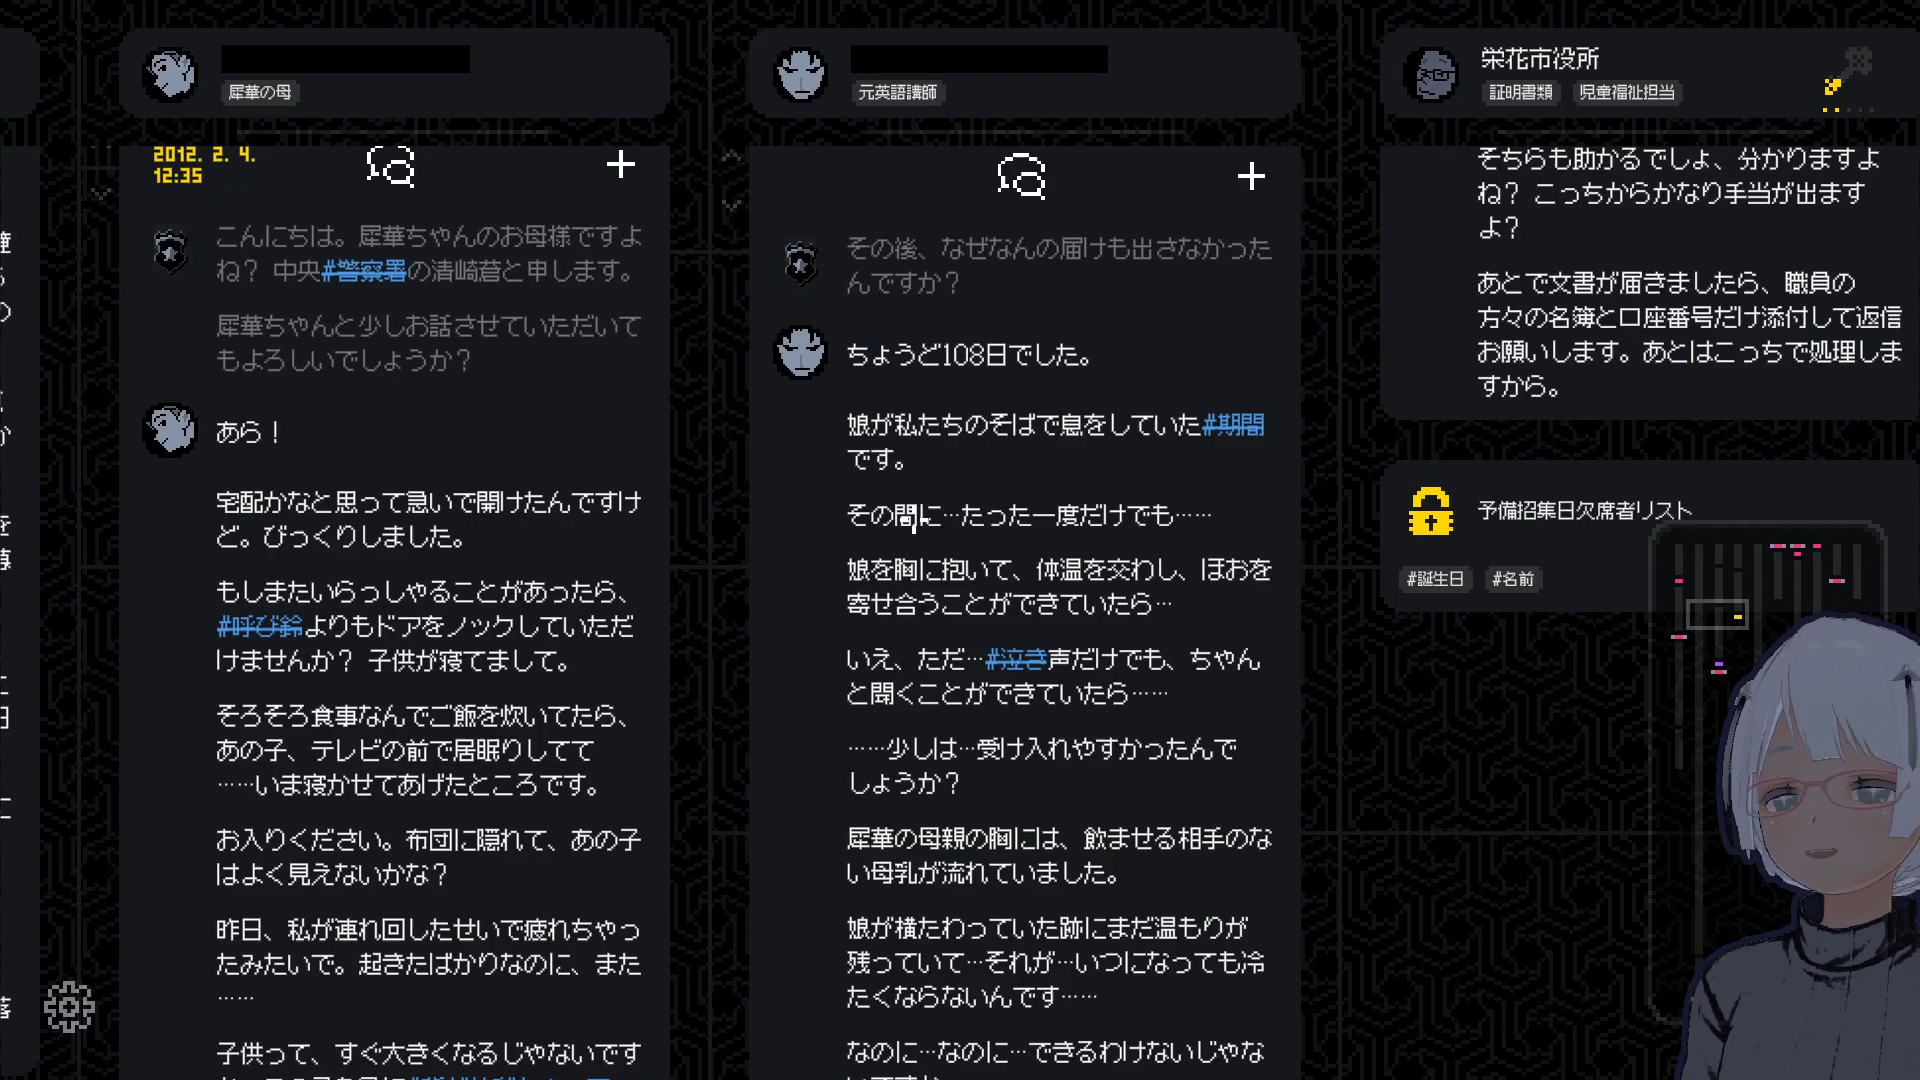 犀華の母
2012. 2. 4.
12:35
こんにちは。犀華ちゃんのお母様ですよ
ね？ 中央#警察署の清崎蒼と申します。
犀華ちゃんと少しお話させていただいて
もよろしいでしょうか？
あら！
宅配かなと思って急いで開けたんですけ
ど。びっくりしました。
もしまたいらっしゃることがあったら、
#呼び鈴よりもドアをノックしていただ
けませんか？ 子供が寝てまして。
そろそろ食事なんでご飯を炊いてたら、
あの子、テレビの前で居眠りしてて
……いま寝かせてあげたところです。
お入りください。布団に隠れて、あの子
はよく見えないかな？
昨日、私が連れ回したせいで疲れちゃっ
たみたいで。起きたばかりなのに、また
……
子供って、すぐ大きくなるじゃないです
元英語講師
その後、なぜなんの届けも出さなかった
んですか？
ちょうど108日でした。
娘が私たちのそばで息をしていた#期間
です。
その間に…たった一度だけでも……
娘を胸に抱いて、体温を交わし、ほおを
寄せ合うことができていたら…
いえ、ただ…#泣き声だけでも、ちゃん
と聞くことができていたら……
……少しは…受け入れやすかったんで
しょうか？
犀華の母親の胸には、飲ませる相手のな
い母乳が流れていました。
娘が横たわっていた跡にまだ温もりが
残っていて…それが…いつになっても冷
たくならないんです……
なのに…なのに…できるわけないじゃな
栄花市役所
証明書類 児童福祉担当
そちらも助かるでしょ、分かりますよ
ね？ こっちからかなり手当が出ます
よ？
あとで文書が届きましたら、職員の
方々の名簿と口座番号だけ添付して返信
お願いします。あとはこっちで処理しま
すから。
予備招集日欠席者リスト
#誕生日 #名前